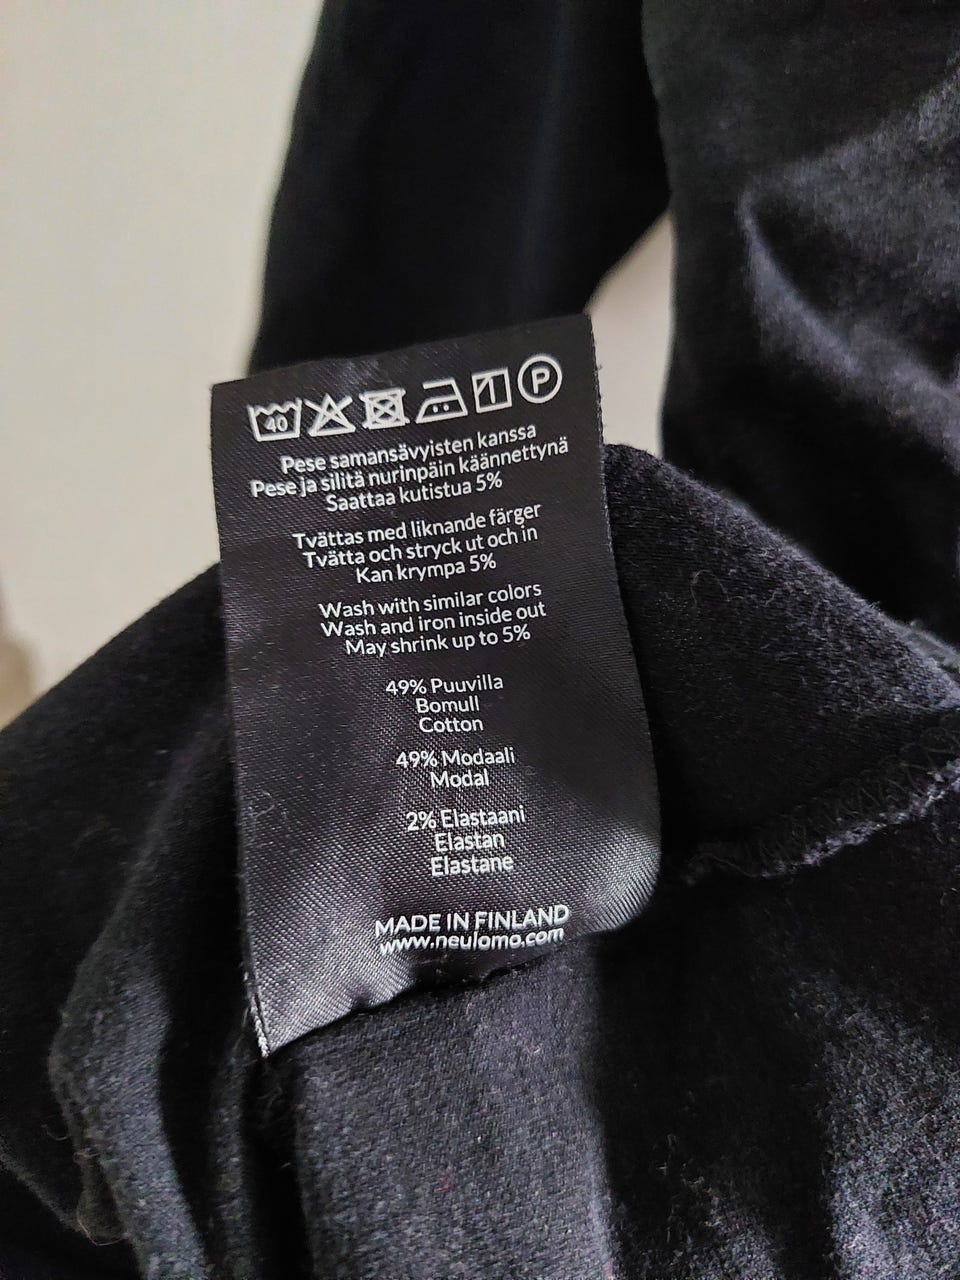 40 P
Pese samansävyisten kanssa
Pese ja silitä nurinpäin käännettynä
Saattaa kutistua 5%
Tvättas med liknande färger
Tvätta och stryck ut och in
Kan krympa 5%
Wash with similar colors
Wash and iron inside out
May shrink up to 5%
49% Puuvilla
Bomull
Cotton
49% Modaali
Modal
2% Elastaani
Elastan
Elastane
MADE IN FINLAND
www.neulomo.com